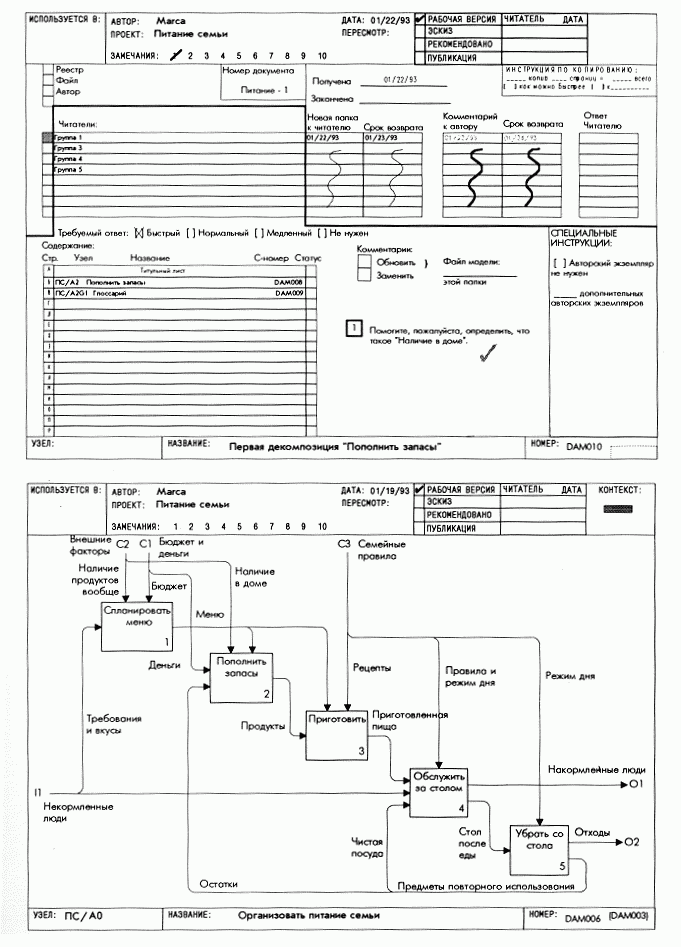 ИСПОЛЬЗУЕТСЯ В:
АВТОР: Marca
ДАТА: 01/22/93
РАБОЧАЯ ВЕРСИЯ
ЧИТАТЕЛЬ ДАТА
ПРОЕКТ: Питание семьи
ПЕРЕСМОТР:
ЭСКИЗ
РЕКОМЕНДОВАНО
ЗАМЕЧАНИЯ: 1 2 3 4 5 6 7 8 9 10
ПУБЛИКАЦИЯ
Реестр
Файл
Автор
Номер документа
Питание - 1
Получена 01/22/93
Закончена
ИНСТРУКЦИЯ ПО КОПИРОВАНИЮ:
копий страниц = всего
( ) как можно быстрее ( ) к
Читатели:
Новая папка к читателю
Срок возврата
Комментарий к автору
Срок возврата
Ответ Читателю
Группа 1 01/22/93 01/23/93 01/23/93 01/24/93
Группа 3
Группа 4
Группа 5
Требуемый ответ: [X] Быстрый [ ] Нормальный [ ] Медленный [ ] Не нужен
Содержание:
Стр. Узел Название С-номер Статус
Титульный лист
ПС/А2 Пополнить запасы DAM008
ПС/А2G1 Глоссарий DAM009
Комментарии:
Обновить } Файл модели:
Заменить этой папки
1 Помогите, пожалуйста, определить, что
такое "Наличие в доме".
СПЕЦИАЛЬНЫЕ
ИНСТРУКЦИИ:
[ ] Авторский экземпляр
не нужен
дополнительных
авторских экземпляров
УЗЕЛ:
НАЗВАНИЕ: Первая декомпозиция "Пополнить запасы"
НОМЕР: DAM010
ИСПОЛЬЗУЕТСЯ В:
АВТОР: Marca
ДАТА: 01/19/93
РАБОЧАЯ ВЕРСИЯ
ЧИТАТЕЛЬ ДАТА
КОНТЕКСТ:
ПРОЕКТ: Питание семьи
ПЕРЕСМОТР:
ЭСКИЗ
РЕКОМЕНДОВАНО
ЗАМЕЧАНИЯ: 1 2 3 4 5 6 7 8 9 10
ПУБЛИКАЦИЯ
Внешние
факторы
C2
C1
Бюджет и
деньги
C3
Семейные
правила
Наличие
продуктов
вообще
Бюджет
Наличие
в доме
Спланировать
меню
1
Меню
Деньги
Пополнить
запасы
2
Рецепты
Правила и
режим дня
Режим дня
Требования
и вкусы
Продукты
Приготовить
3
Приготовленная
пища
Обслужить
за столом
4
Накормленные люди
O1
I1
Некормленные
люди
Чистая
посуда
Стол
после
еды
Убрать со
стола
5
Отходы
O2
Остатки
Предметы повторного использования
УЗЕЛ: ПС/А0
НАЗВАНИЕ: Организовать питание семьи
НОМЕР: DAM006 (DAM003)